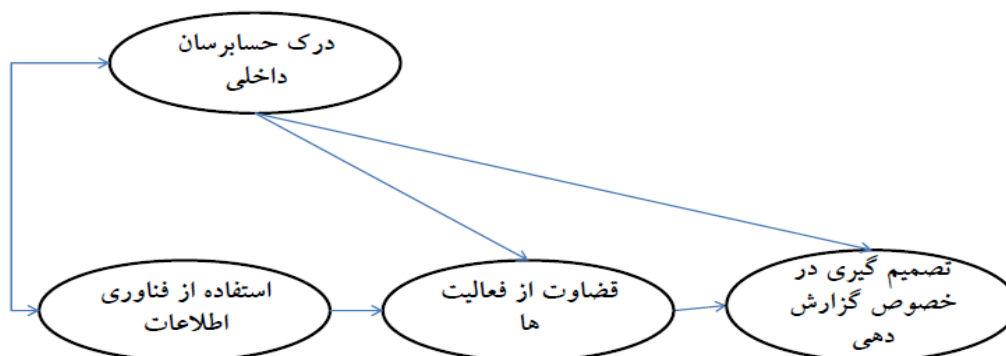 درک حسابرسان
داخلی
استفاده از فناوری
اطلاعات
قضاوت از فعالیت
ها
تصمیم گیری در
خصوص گزارش
دهی